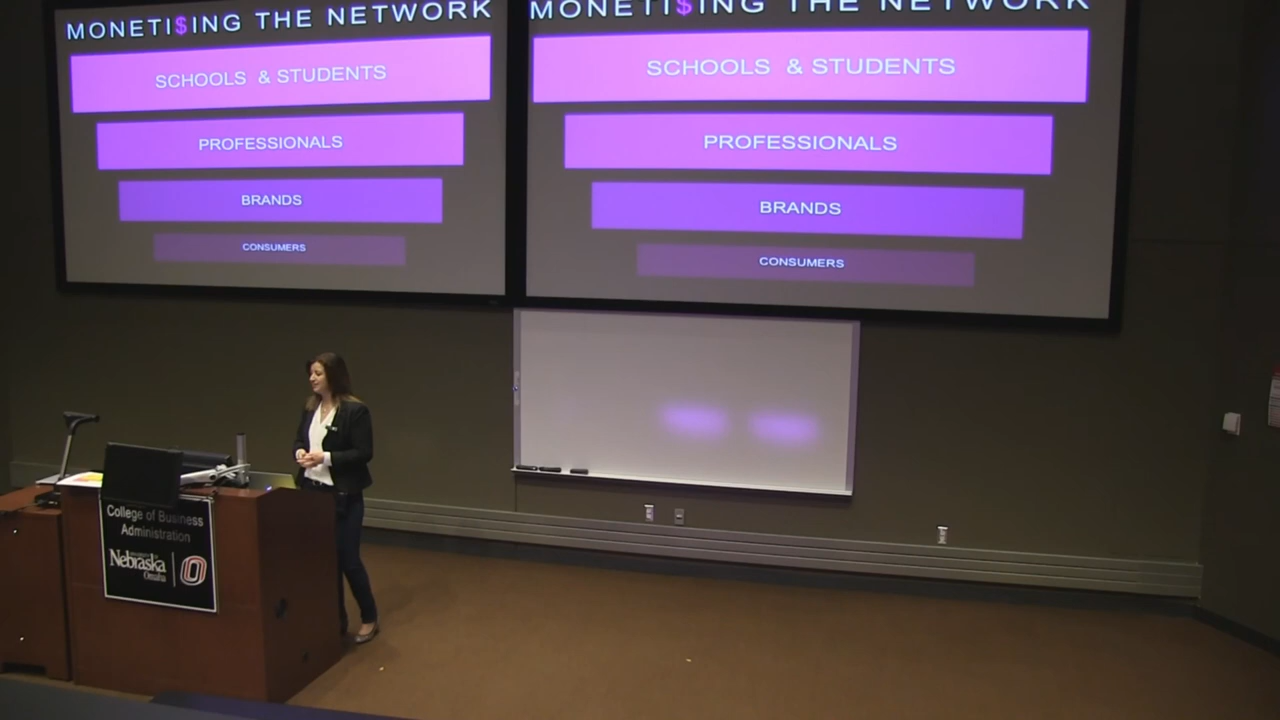 MONETI$ING THE NETWORK
SCHOOLS & STUDENTS
PROFESSIONALS
BRANDS
CONSUMERS
MONETI$ING THE NETWORK
SCHOOLS & STUDENTS
PROFESSIONALS
BRANDS
CONSUMERS
College of Business
Administration
Nebraska
Omaha
O